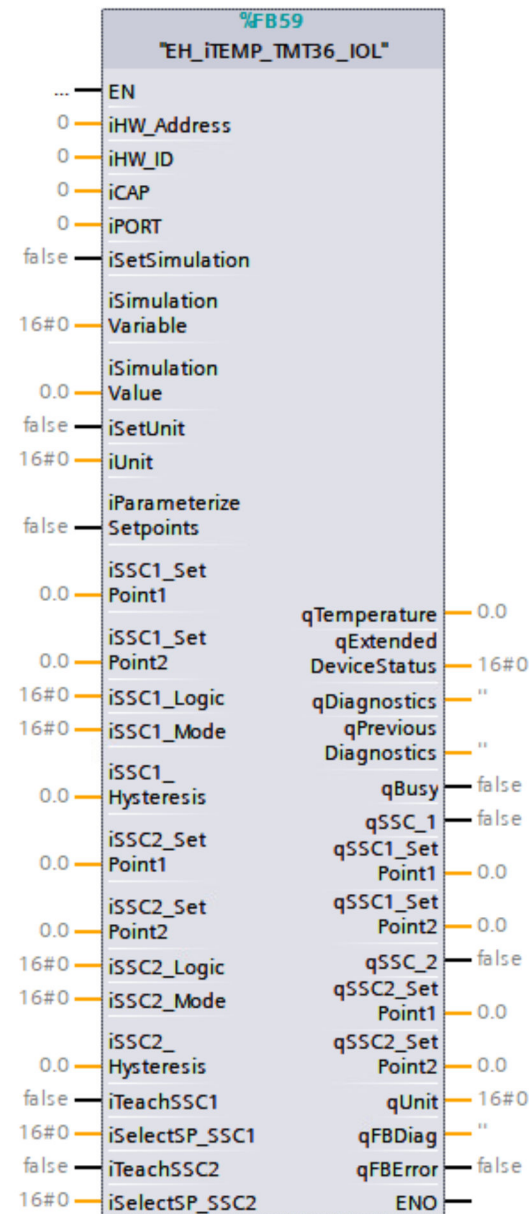 %FB59
"EH_iTEMP_TMT36_IOL"
... EN
0 iHW_Address
0 iHW_ID
0 iCAP
0 iPORT
false iSetSimulation
iSimulation
16#0 Variable
iSimulation
0.0 Value
false iSetUnit
16#0 iUnit
iParameterize
false Setpoints
iSSC1_Set
0.0 Point1
iSSC1_Set
0.0 Point2
16#0 iSSC1_Logic
16#0 iSSC1_Mode
iSSC1_
0.0 Hysteresis
iSSC2_Set
0.0 Point1
iSSC2_Set
0.0 Point2
16#0 iSSC2_Logic
16#0 iSSC2_Mode
iSSC2_
0.0 Hysteresis
false iTeachSSC1
16#0 iSelectSP_SSC1
false iTeachSSC2
16#0 iSelectSP_SSC2
qTemperature 0.0
qExtended
DeviceStatus 16#0
qDiagnostics ''
qPrevious
Diagnostics ''
qBusy false
qSSC_1 false
qSSC1_Set
Point1 0.0
qSSC1_Set
Point2 0.0
qSSC_2 false
qSSC2_Set
Point1 0.0
qSSC2_Set
Point2 0.0
qUnit 16#0
qFBDiag ''
qFBError false
ENO